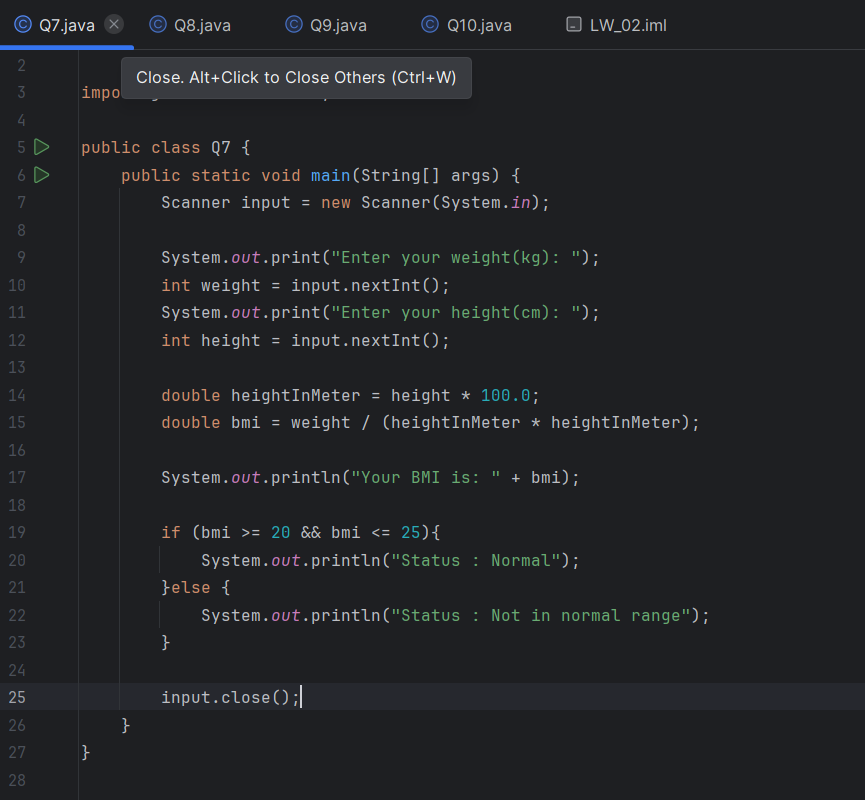 Q7.java Q8.java Q9.java Q10.java LW_02.iml
2
Close. Alt+Click to Close Others (Ctrl+W)
3
4
5 public class Q7 {
6 public static void main(String[] args) {
7 Scanner input = new Scanner(System.in);
8
9 System.out.print("Enter your weight(kg): ");
10 int weight = input.nextInt();
11 System.out.print("Enter your height(cm): ");
12 int height = input.nextInt();
13
14 double heightInMeter = height * 100.0;
15 double bmi = weight / (heightInMeter * heightInMeter);
16
17 System.out.println("Your BMI is: " + bmi);
18
19 if (bmi >= 20 && bmi <= 25){
20 System.out.println("Status : Normal");
21 }else {
22 System.out.println("Status : Not in normal range");
23 }
24
25 input.close();
26 }
27 }
28